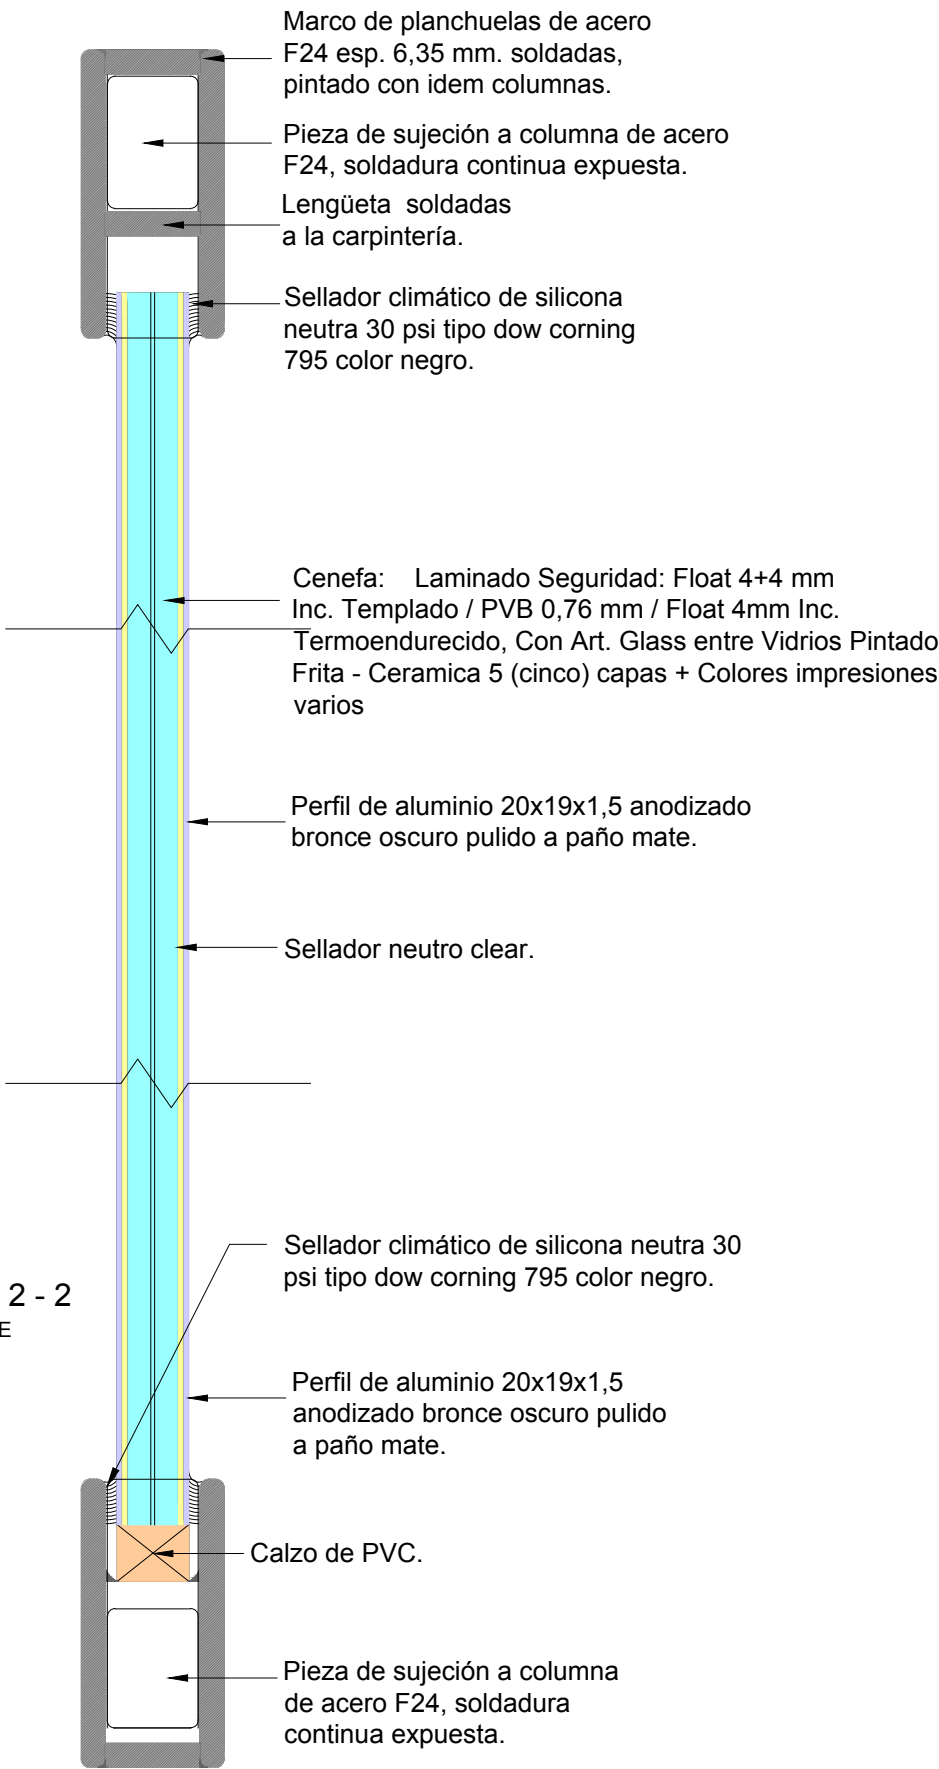 Marco de planchuelas de acero
F24 esp. 6,35 mm. soldadas,
pintado con idem columnas.
Pieza de sujeción a columna de acero
F24, soldadura continua expuesta.
Lengüeta soldadas
a la carpintería.
Sellador climático de silicona
neutra 30 psi tipo dow corning
795 color negro.
Cenefa: Laminado Seguridad: Float 4+4 mm
Inc. Templado / PVB 0,76 mm / Float 4mm Inc.
Termoendurecido, Con Art. Glass entre Vidrios Pintado
Frita - Ceramica 5 (cinco) capas + Colores impresiones
varios
Perfil de aluminio 20x19x1,5 anodizado
bronce oscuro pulido a paño mate.
Sellador neutro clear.
Sellador climático de silicona neutra 30
psi tipo dow corning 795 color negro.
2 - 2
E
Perfil de aluminio 20x19x1,5
anodizado bronce oscuro pulido
a paño mate.
Calzo de PVC.
Pieza de sujeción a columna
de acero F24, soldadura
continua expuesta.